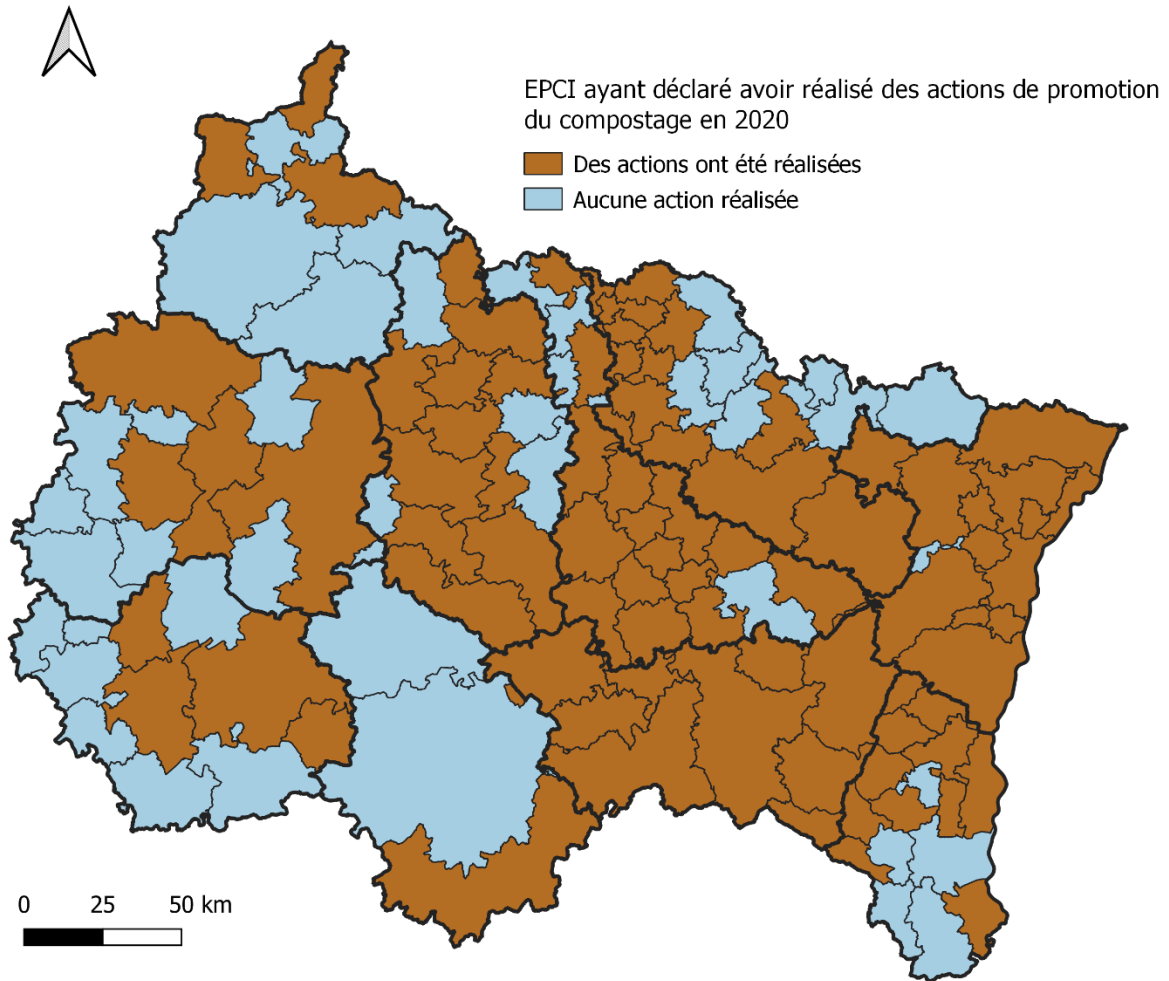 EPCI ayant déclaré avoir réalisé des actions de promotion
du compostage en 2020
Des actions ont été réalisées
Aucune action réalisée
0 25 50 km